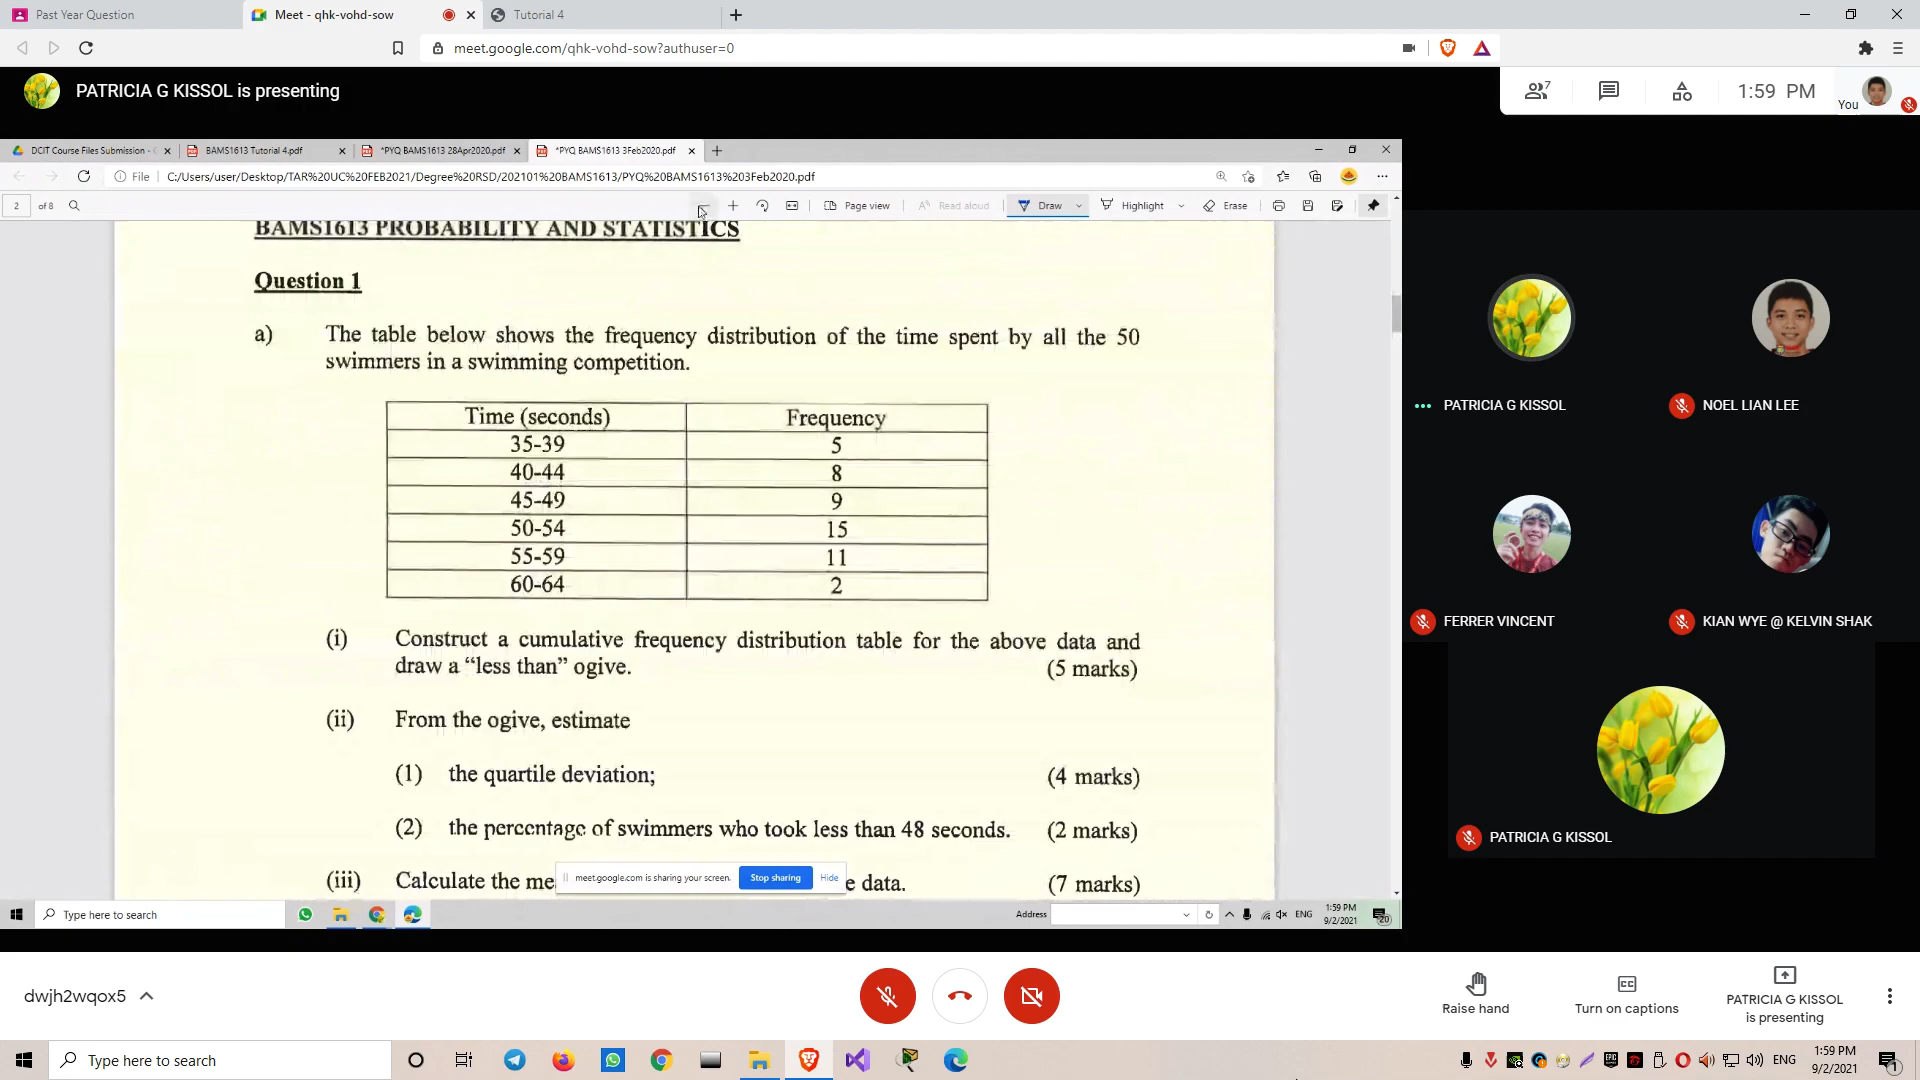 Past Year Question
Meet - qhk-vohd-sow
Tutorial 4
meet.google.com/qhk-vohd-sow?authuser=0
PATRICIA G KISSOL is presenting
7
1:59 PM
You
DCIT Course Files Submission -
BAMS1613 Tutorial 4.pdf
*PYQ BAMS1613 28Apr2020.pdf
*PYQ BAMS1613 3Feb2020.pdf
File
C:/Users/user/Desktop/TAR%20UC%20FEB2021/Degree%20RSD/202101%20BAMS1613/PYQ%20BAMS1613%203Feb2020.pdf
2 of 8
Page view
Read aloud
Draw
Highlight
Erase
BAMS1613 PROBABILITY AND STATISTICS
Question 1
a) The table below shows the frequency distribution of the time spent by all the 50
swimmers in a swimming competition.
Time (seconds) Frequency
35-39 5
40-44 8
45-49 9
50-54 15
55-59 11
60-64 2
(i) Construct a cumulative frequency distribution table for the above data and
draw a “less than” ogive. (5 marks)
(ii) From the ogive, estimate
(1) the quartile deviation; (4 marks)
(2) the percentage of swimmers who took less than 48 seconds. (2 marks)
(iii) Calculate the me e data. (7 marks)
meet.google.com is sharing your screen.
Stop sharing
Hide
Type here to search
Address
ENG
1:59 PM
9/2/2021
20
PATRICIA G KISSOL
NOEL LIAN LEE
FERRER VINCENT
KIAN WYE @ KELVIN SHAK
PATRICIA G KISSOL
dwjh2wqox5
Raise hand
Turn on captions
PATRICIA G KISSOL
is presenting
Type here to search
ENG
1:59 PM
9/2/2021
1